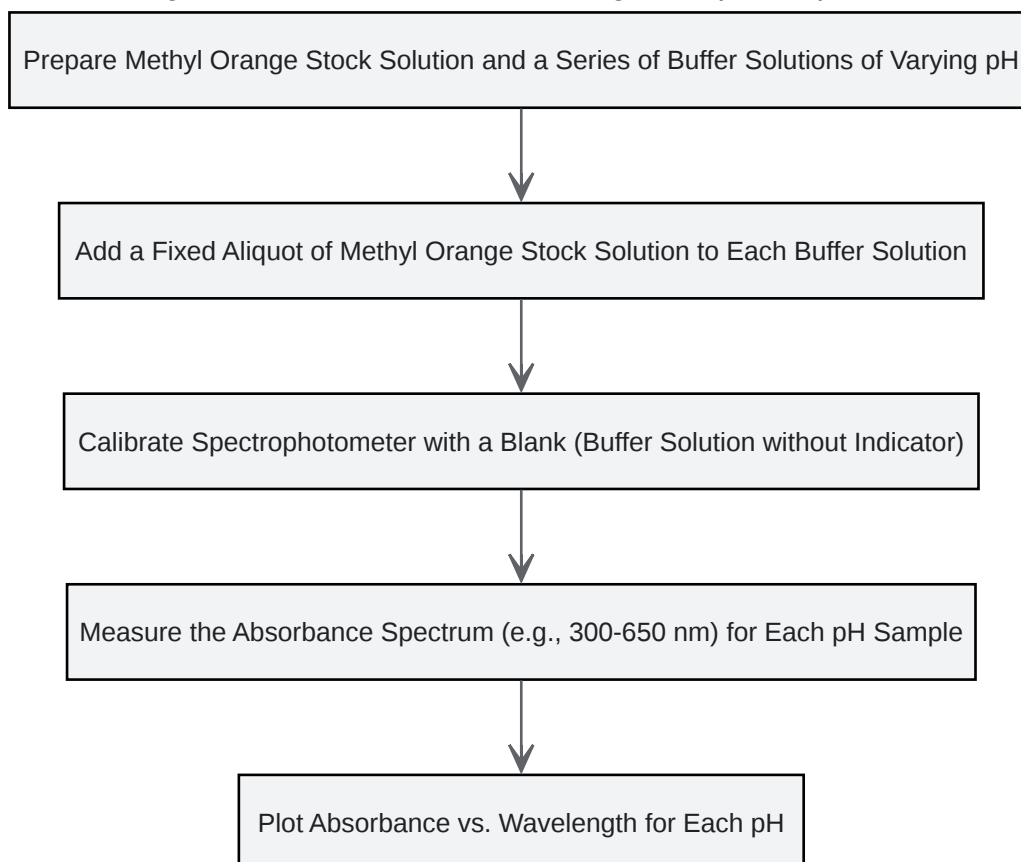 Prepare Methyl Orange Stock Solution and a Series of Buffer Solutions of Varying pH
Add a Fixed Aliquot of Methyl Orange Stock Solution to Each Buffer Solution
Calibrate Spectrophotometer with a Blank (Buffer Solution without Indicator)
Measure the Absorbance Spectrum (e.g., 300-650 nm) for Each pH Sample
Plot Absorbance vs. Wavelength for Each pH